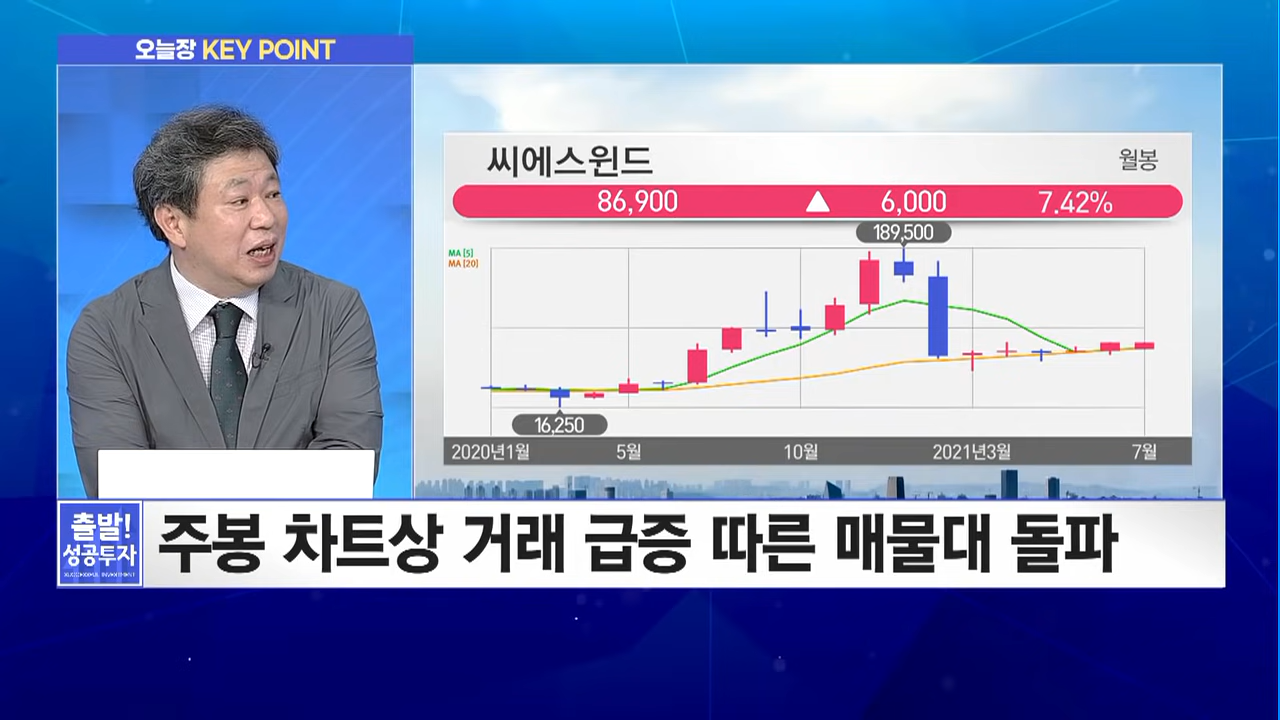 오늘장 KEY POINT
씨에스윈드
월봉
86,900 ▲ 6,000 7.42%
MA [5]
MA [20]
189,500
16,250
2020년1월 5월 10월 2021년3월 7월
출발!
성공투자
SUCCESSFUL INVESTMENT
주봉 차트상 거래 급증 따른 매물대 돌파